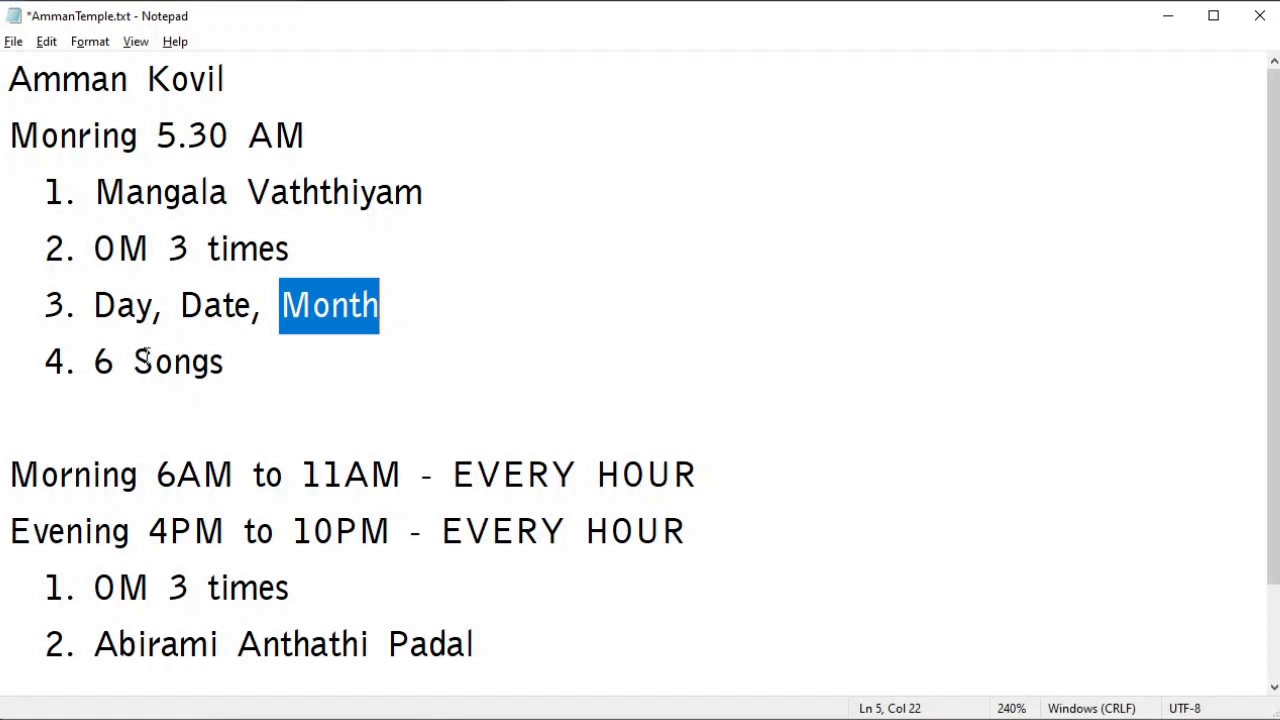 *AmmanTemple.txt - Notepad
File Edit Format View Help
Amman Kovil
Monring 5.30 AM
1. Mangala Vaththiyam
2. OM 3 times
3. Day, Date, Month
4. 6 Songs
Morning 6AM to 11AM - EVERY HOUR
Evening 4PM to 10PM - EVERY HOUR
1. OM 3 times
2. Abirami Anthathi Padal
Ln 5, Col 22 240% Windows (CRLF) UTF-8